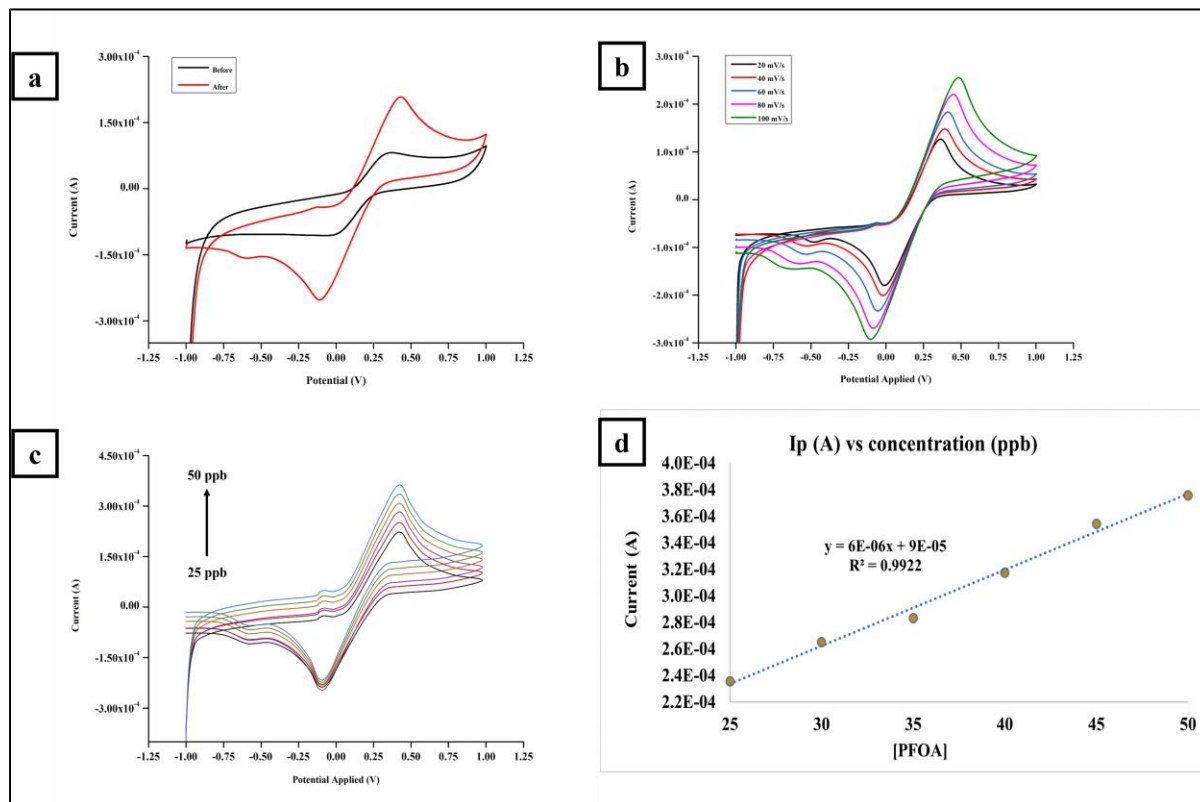 a
3.00x10⁻⁴
1.50x10⁻⁴
0.00
-1.50x10⁻⁴
-3.00x10⁻⁴
Current (A)
Before
After
-1.25 -1.00 -0.75 -0.50 -0.25 0.00 0.25 0.50 0.75 1.00 1.25
Potential (V)
b
3.0x10⁻⁴
2.0x10⁻⁴
1.0x10⁻⁴
0.0
-1.0x10⁻⁴
-2.0x10⁻⁴
-3.0x10⁻⁴
Current (A)
20 mV/s
40 mV/s
60 mV/s
80 mV/s
100 mV/s
-1.25 -1.00 -0.75 -0.50 -0.25 0.00 0.25 0.50 0.75 1.00 1.25
Potential Applied (V)
c
4.50x10⁻⁴
3.00x10⁻⁴
1.50x10⁻⁴
0.00
-1.50x10⁻⁴
-3.00x10⁻⁴
Current (A)
50 ppb
25 ppb
-1.25 -1.00 -0.75 -0.50 -0.25 0.00 0.25 0.50 0.75 1.00 1.25
Potential Applied (V)
d
Ip (A) vs concentration (ppb)
4.0E-04
3.8E-04
3.6E-04
3.4E-04
3.2E-04
3.0E-04
2.8E-04
2.6E-04
2.4E-04
2.2E-04
Current (A)
y = 6E-06x + 9E-05
R² = 0.9922
25 30 35 40 45 50
[PFOA]